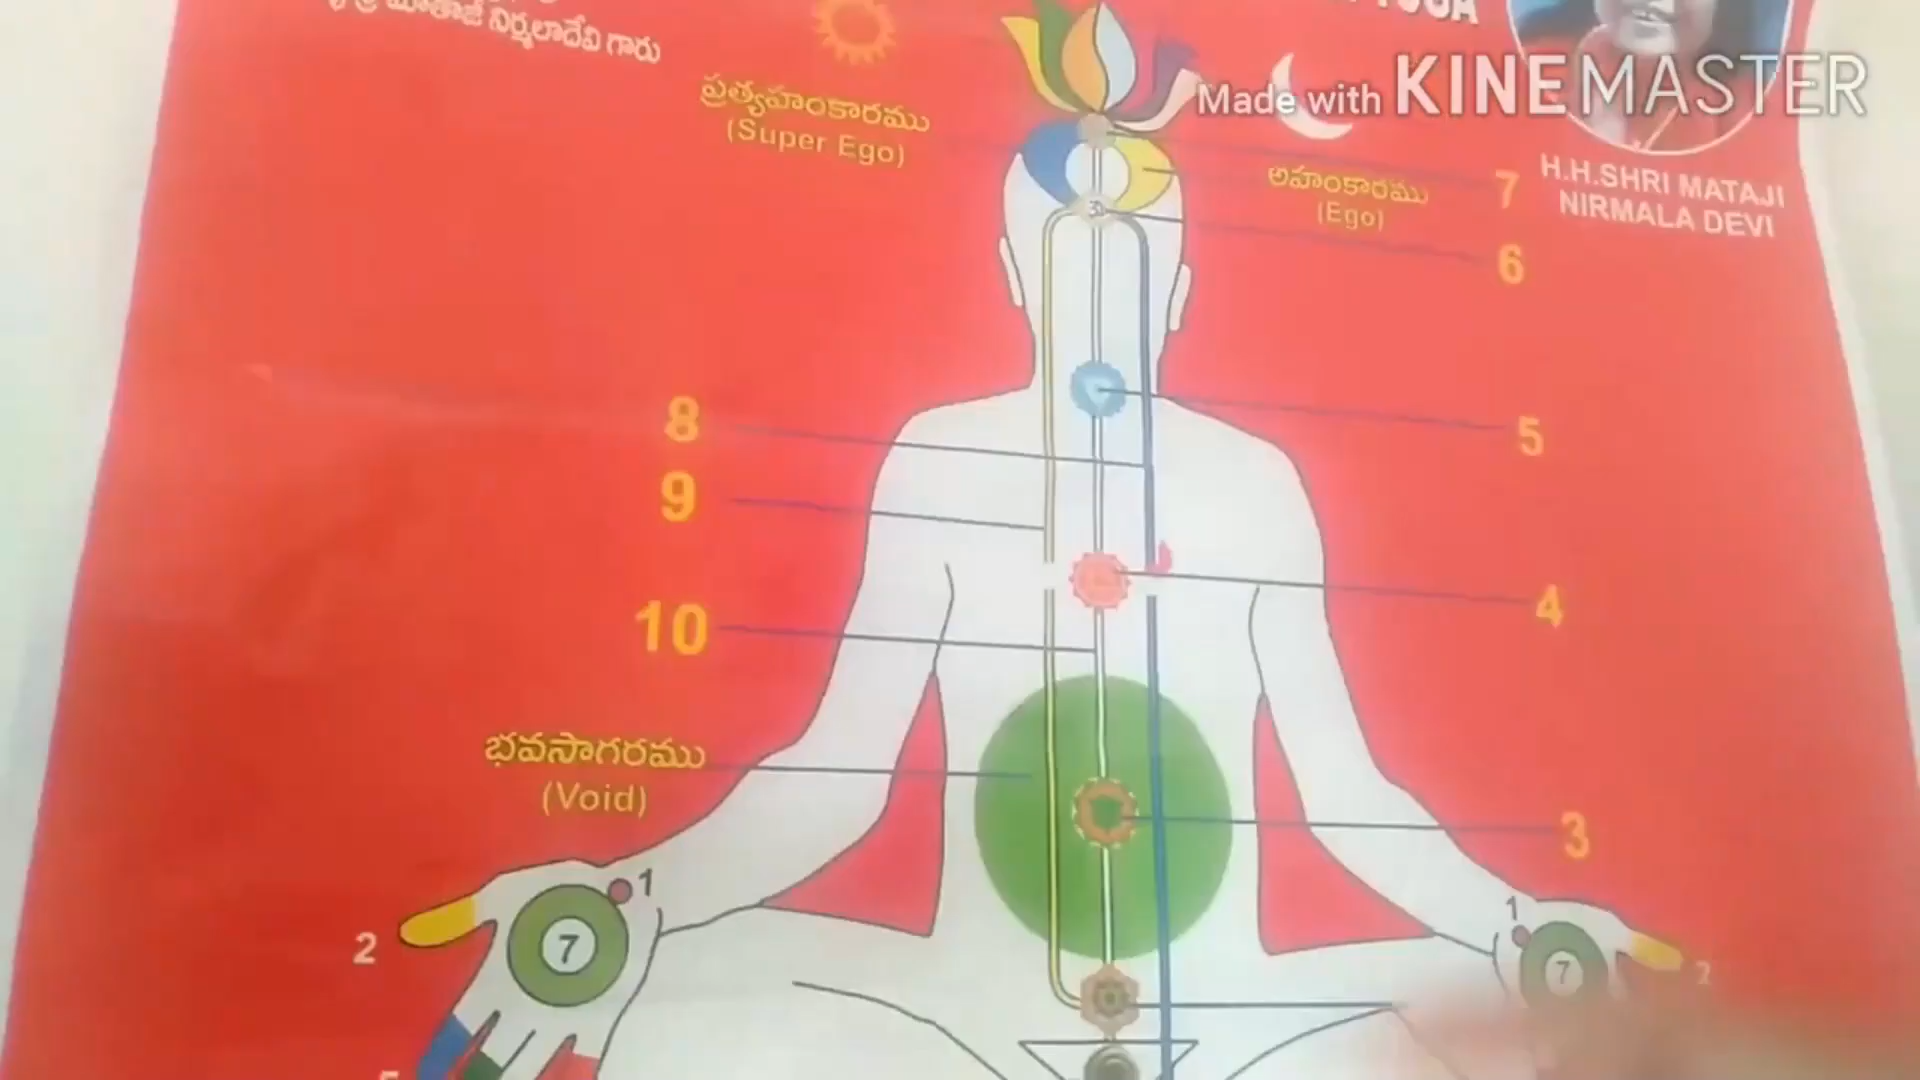 మాతాజీ నిర్మలాదేవి గారు
YOGA
Made with KINEMASTER
ప్రత్యహంకారము
(Super Ego)
అహంకారము
(Ego)
H.H.SHRI MATAJI
NIRMALA DEVI
7
6
8
5
9
4
10
భవసాగరము
(Void)
3
1
2
7
1
2
7